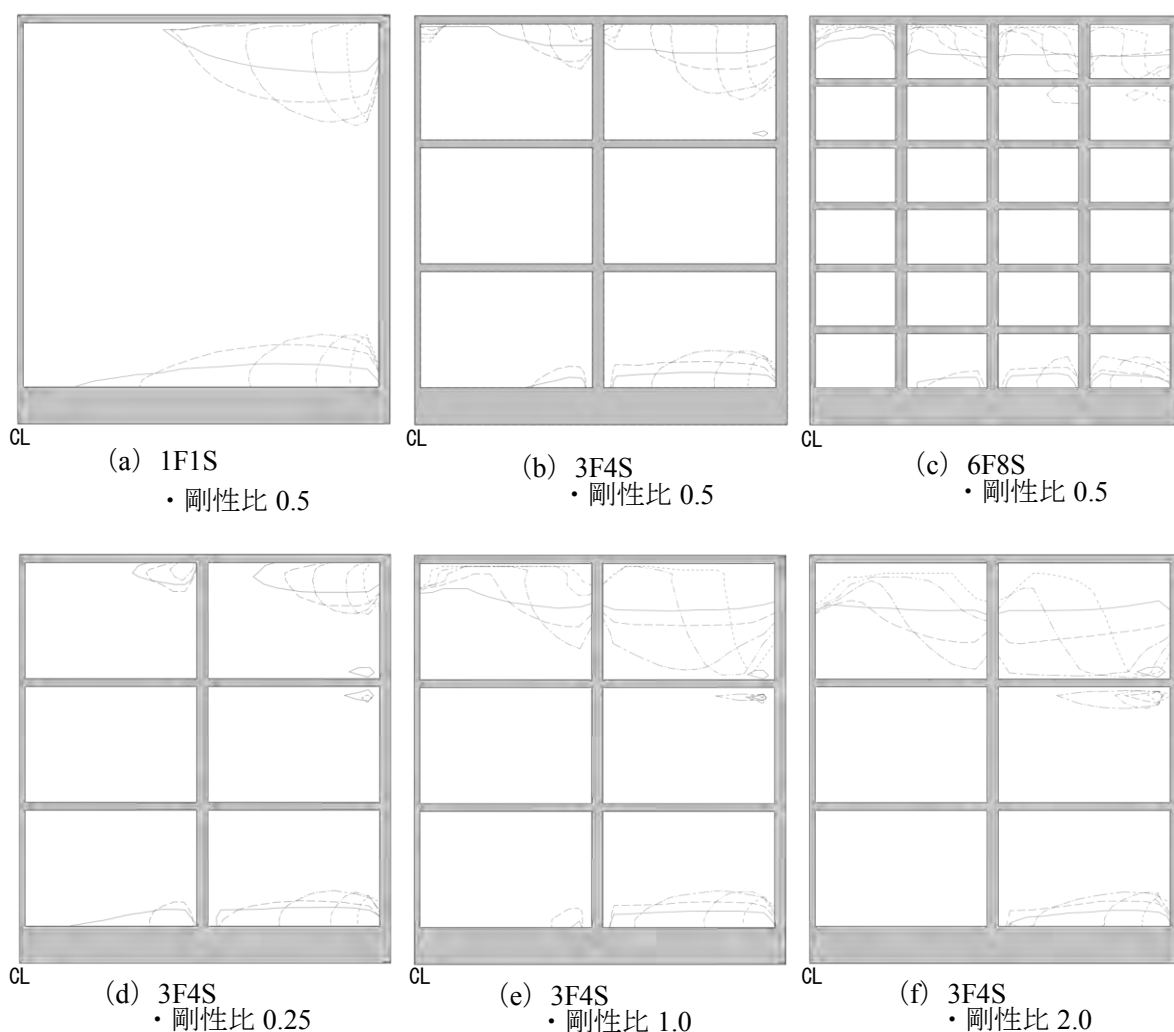 CL
CL
CL
(a) 1F1S
・剛性比 0.5
(b) 3F4S
・剛性比 0.5
(c) 6F8S
・剛性比 0.5
CL
CL
CL
(d) 3F4S
・剛性比 0.25
(e) 3F4S
・剛性比 1.0
(f) 3F4S
・剛性比 2.0